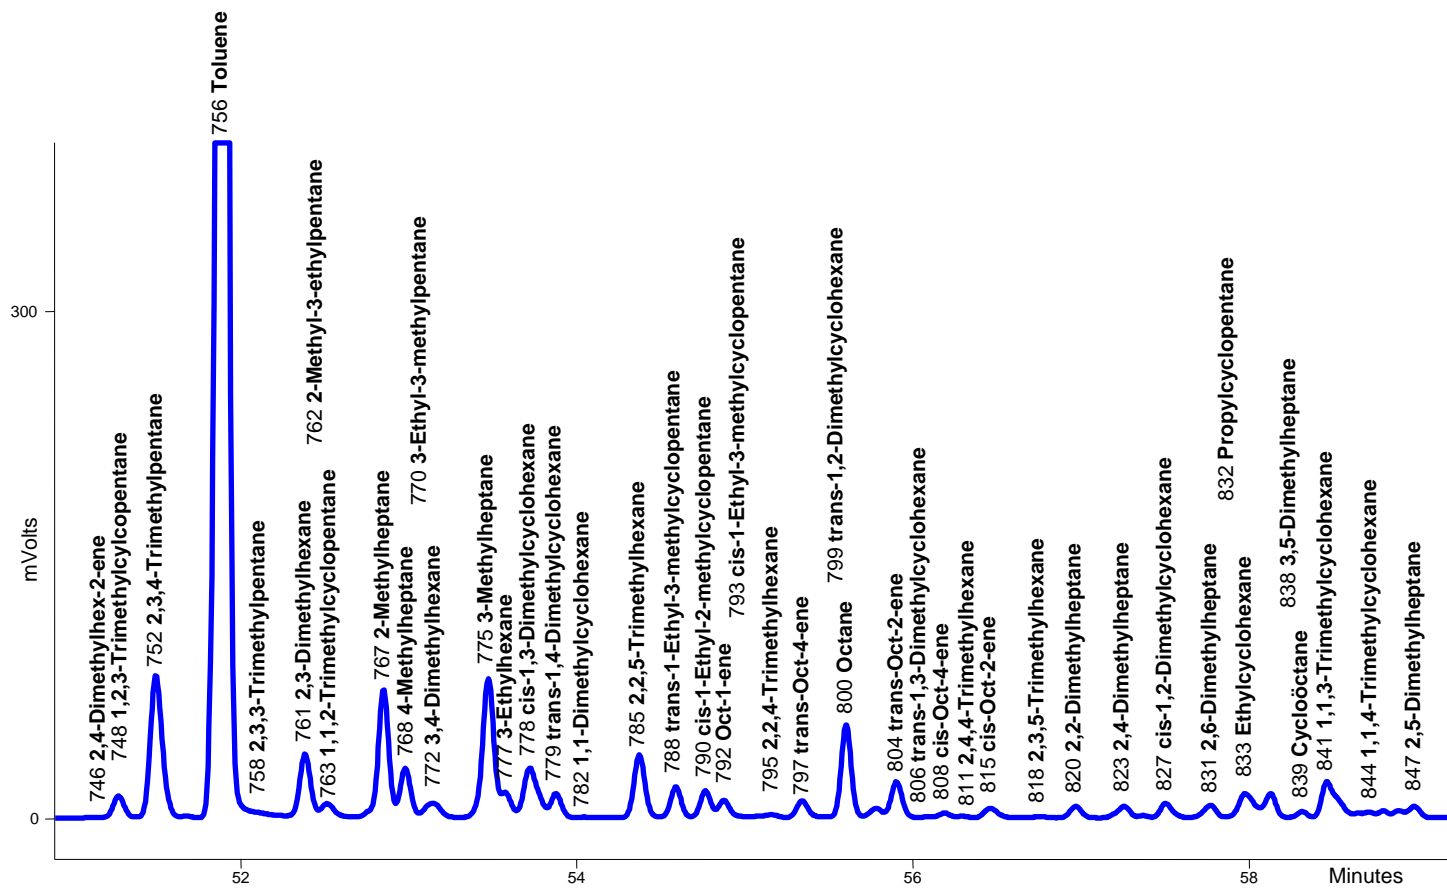 746 2,4-Dimethylhex-2-ene
748 1,2,3-Trimethylcylcopentane
752 2,3,4-Trimethylpentane
756 Toluene
758 2,3,3-Trimethylpentane
761 2,3-Dimethylhexane
762 2-Methyl-3-ethylpentane
763 1,1,2-Trimethylcyclopentane
767 2-Methylheptane
768 4-Methylheptane
770 3-Ethyl-3-methylpentane
772 3,4-Dimethylhexane
775 3-Methylheptane
777 3-Ethylhexane
778 cis-1,3-Dimethylcyclohexane
779 trans-1,4-Dimethylcyclohexane
782 1,1-Dimethylcyclohexane
785 2,2,5-Trimethylhexane
788 trans-1-Ethyl-3-methylcyclopentane
790 cis-1-Ethyl-2-methylcyclopentane
792 Oct-1-ene
793 cis-1-Ethyl-3-methylcyclopentane
795 2,2,4-Trimethylhexane
797 trans-Oct-4-ene
799 trans-1,2-Dimethylcyclohexane
800 Octane
804 trans-Oct-2-ene
806 trans-1,3-Dimethylcyclohexane
808 cis-Oct-4-ene
811 2,4,4-Trimethylhexane
815 cis-Oct-2-ene
818 2,3,5-Trimethylhexane
820 2,2-Dimethylheptane
823 2,4-Dimethylheptane
827 cis-1,2-Dimethylcyclohexane
831 2,6-Dimethylheptane
832 Propylcyclopentane
833 Ethylcyclohexane
838 3,5-Dimethylheptane
839 Cycloöctane
841 1,1,3-Trimethylcyclohexane
844 1,1,4-Trimethylcyclohexane
847 2,5-Dimethylheptane
mVolts
300
0
52
54
56
58
Minutes